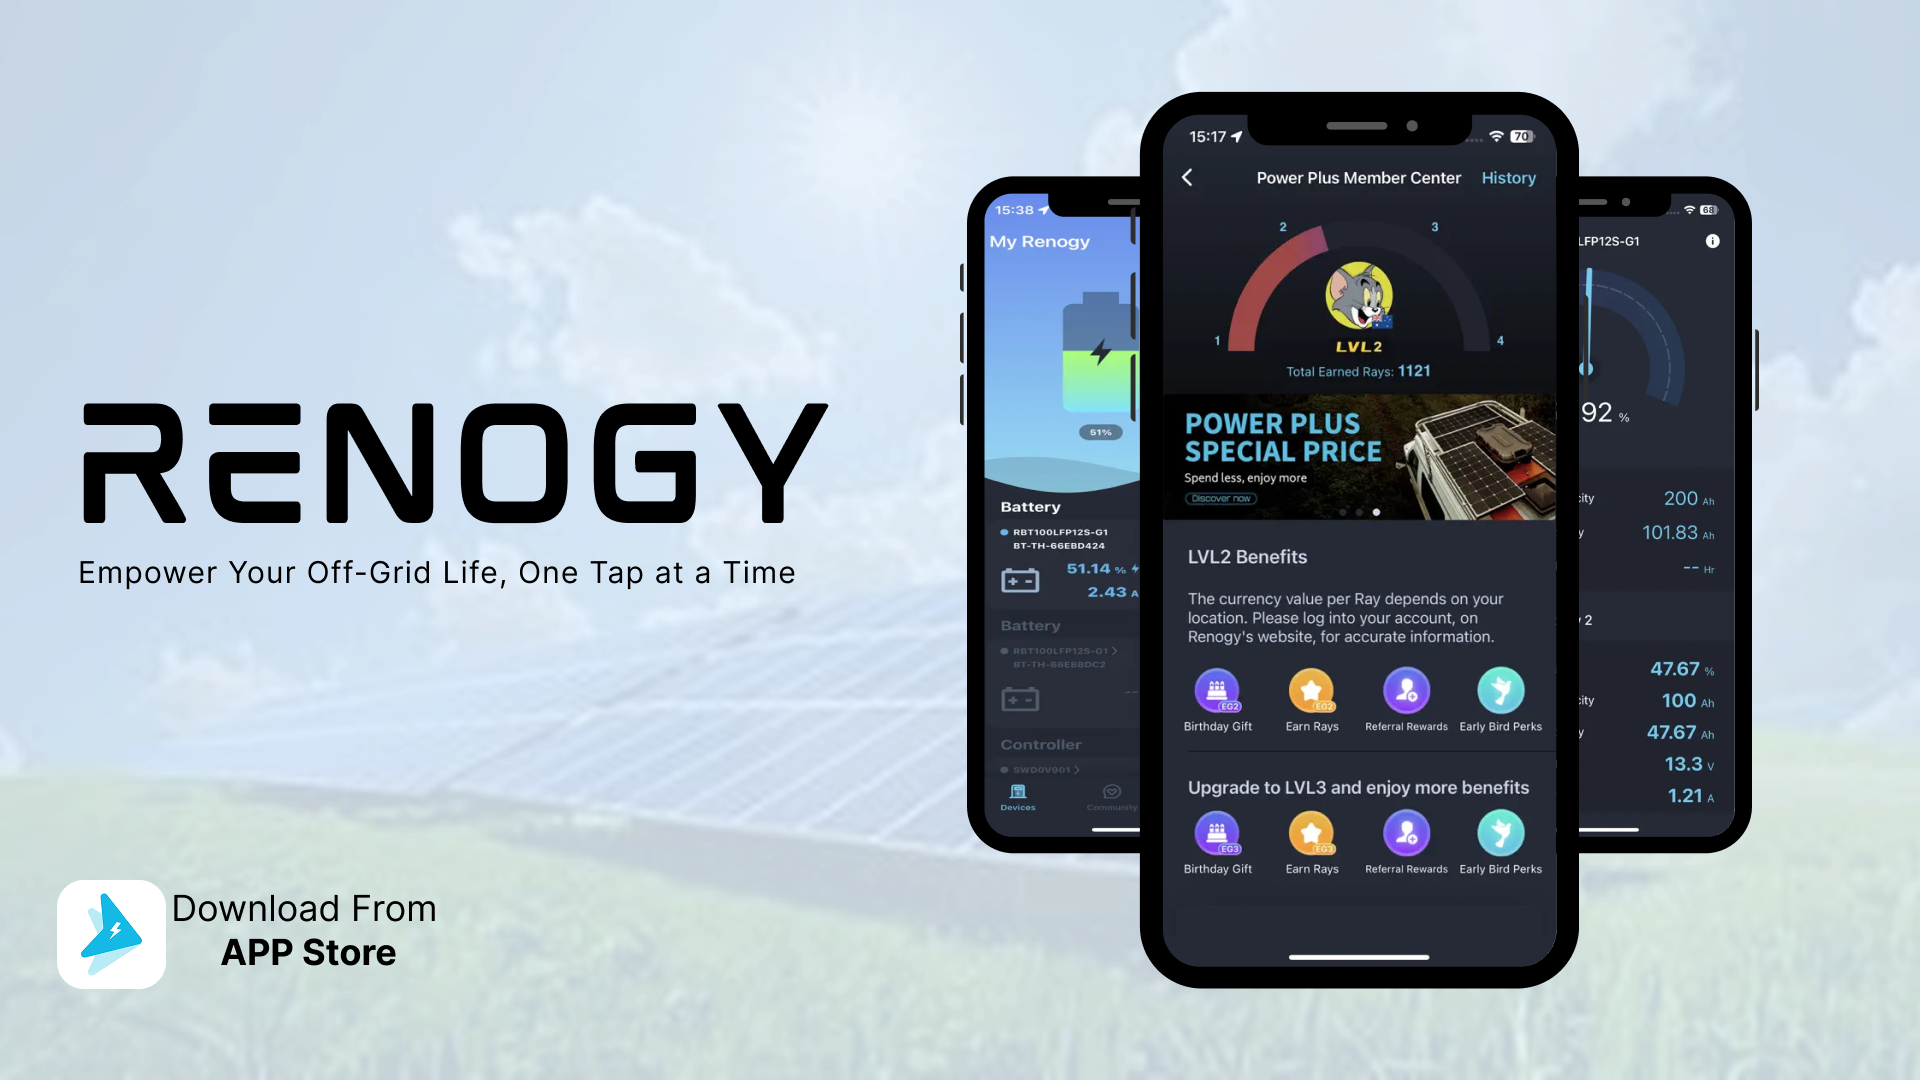 RENOGY
Empower Your Off-Grid Life, One Tap at a Time
Download From
APP Store
15:38
My Renogy
51%
Battery
RBT100LFP12S-G1
BT-TH-66EBD424
51.14 %
2.43 A
Battery
RBT100LFP12S-G1
BT-TH-66EBBDC2
--
Controller
SWD0V901
Devices
Community
15:17
70
Power Plus Member Center
History
2
3
1
4
LVL2
Total Earned Rays: 1121
POWER PLUS
SPECIAL PRICE
Spend less, enjoy more
Discover now
LVL2 Benefits
The currency value per Ray depends on your
location. Please log into your account, on
Renogy's website, for accurate information.
EG2
EG2
Birthday Gift
Earn Rays
Referral Rewards
Early Bird Perks
Upgrade to LVL3 and enjoy more benefits
EG3
EG3
Birthday Gift
Earn Rays
Referral Rewards
Early Bird Perks
68
LFP12S-G1
92 %
city
200 Ah
y
101.83 Ah
-- Hr
y 2
47.67 %
city
100 Ah
y
47.67 Ah
13.3 V
1.21 A